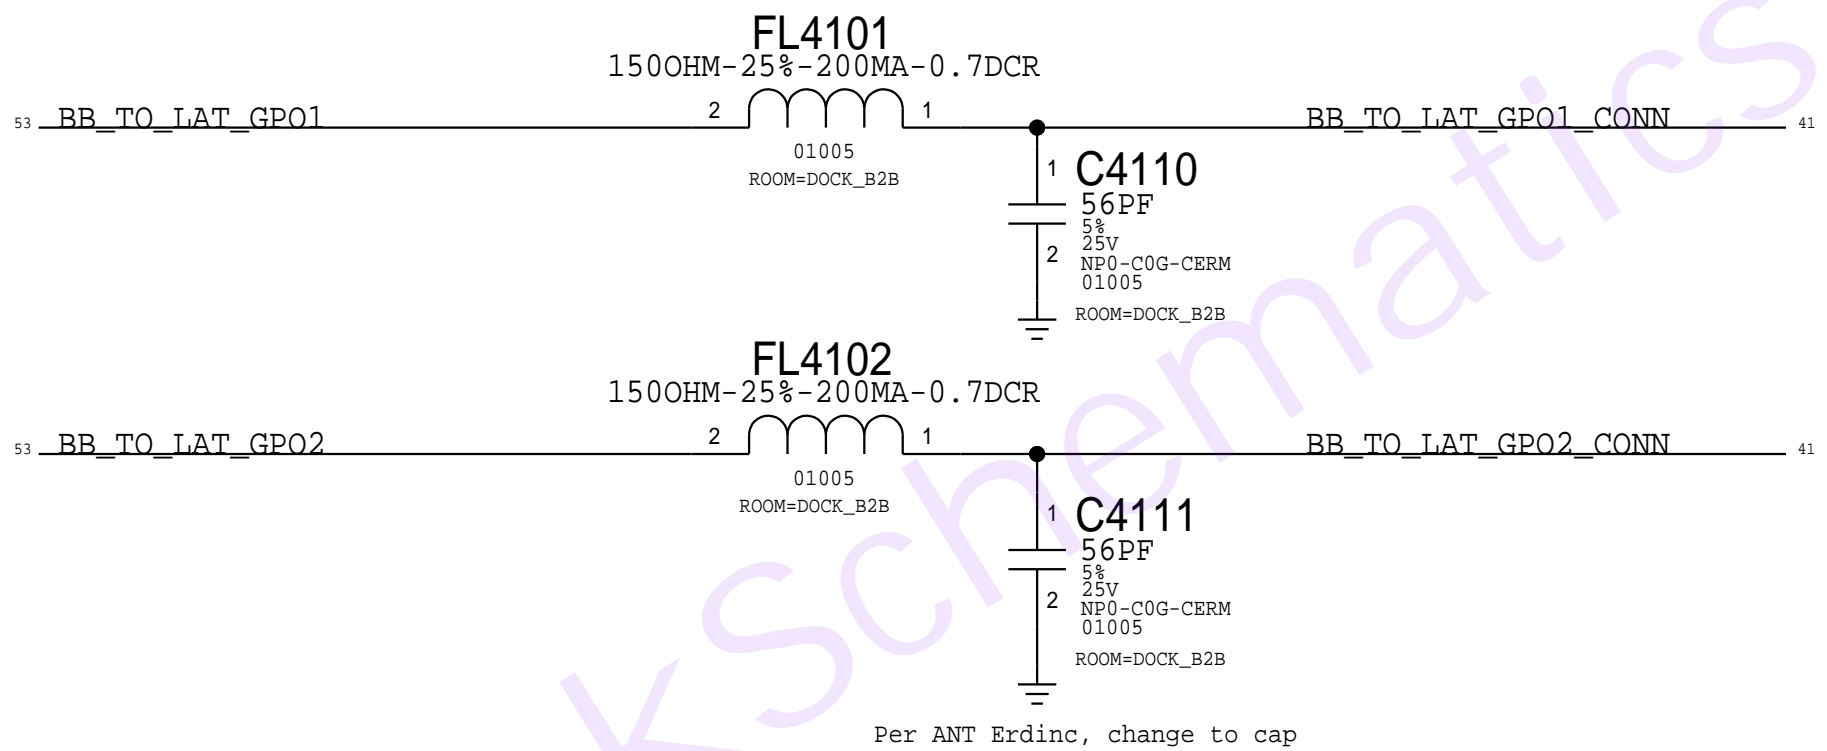 FL4101
150OHM-25%-200MA-0.7DCR
53 BB_TO_LAT_GPO1 2 1 BB_TO_LAT_GPO1_CONN 41
01005
ROOM=DOCK_B2B
1 C4110
56PF
5%
25V
2 NP0-C0G-CERM
01005
ROOM=DOCK_B2B
FL4102
150OHM-25%-200MA-0.7DCR
53 BB_TO_LAT_GPO2 2 1 BB_TO_LAT_GPO2_CONN 41
01005
ROOM=DOCK_B2B
1 C4111
56PF
5%
25V
2 NP0-C0G-CERM
01005
ROOM=DOCK_B2B
Per ANT Erdinc, change to cap
kSchematics